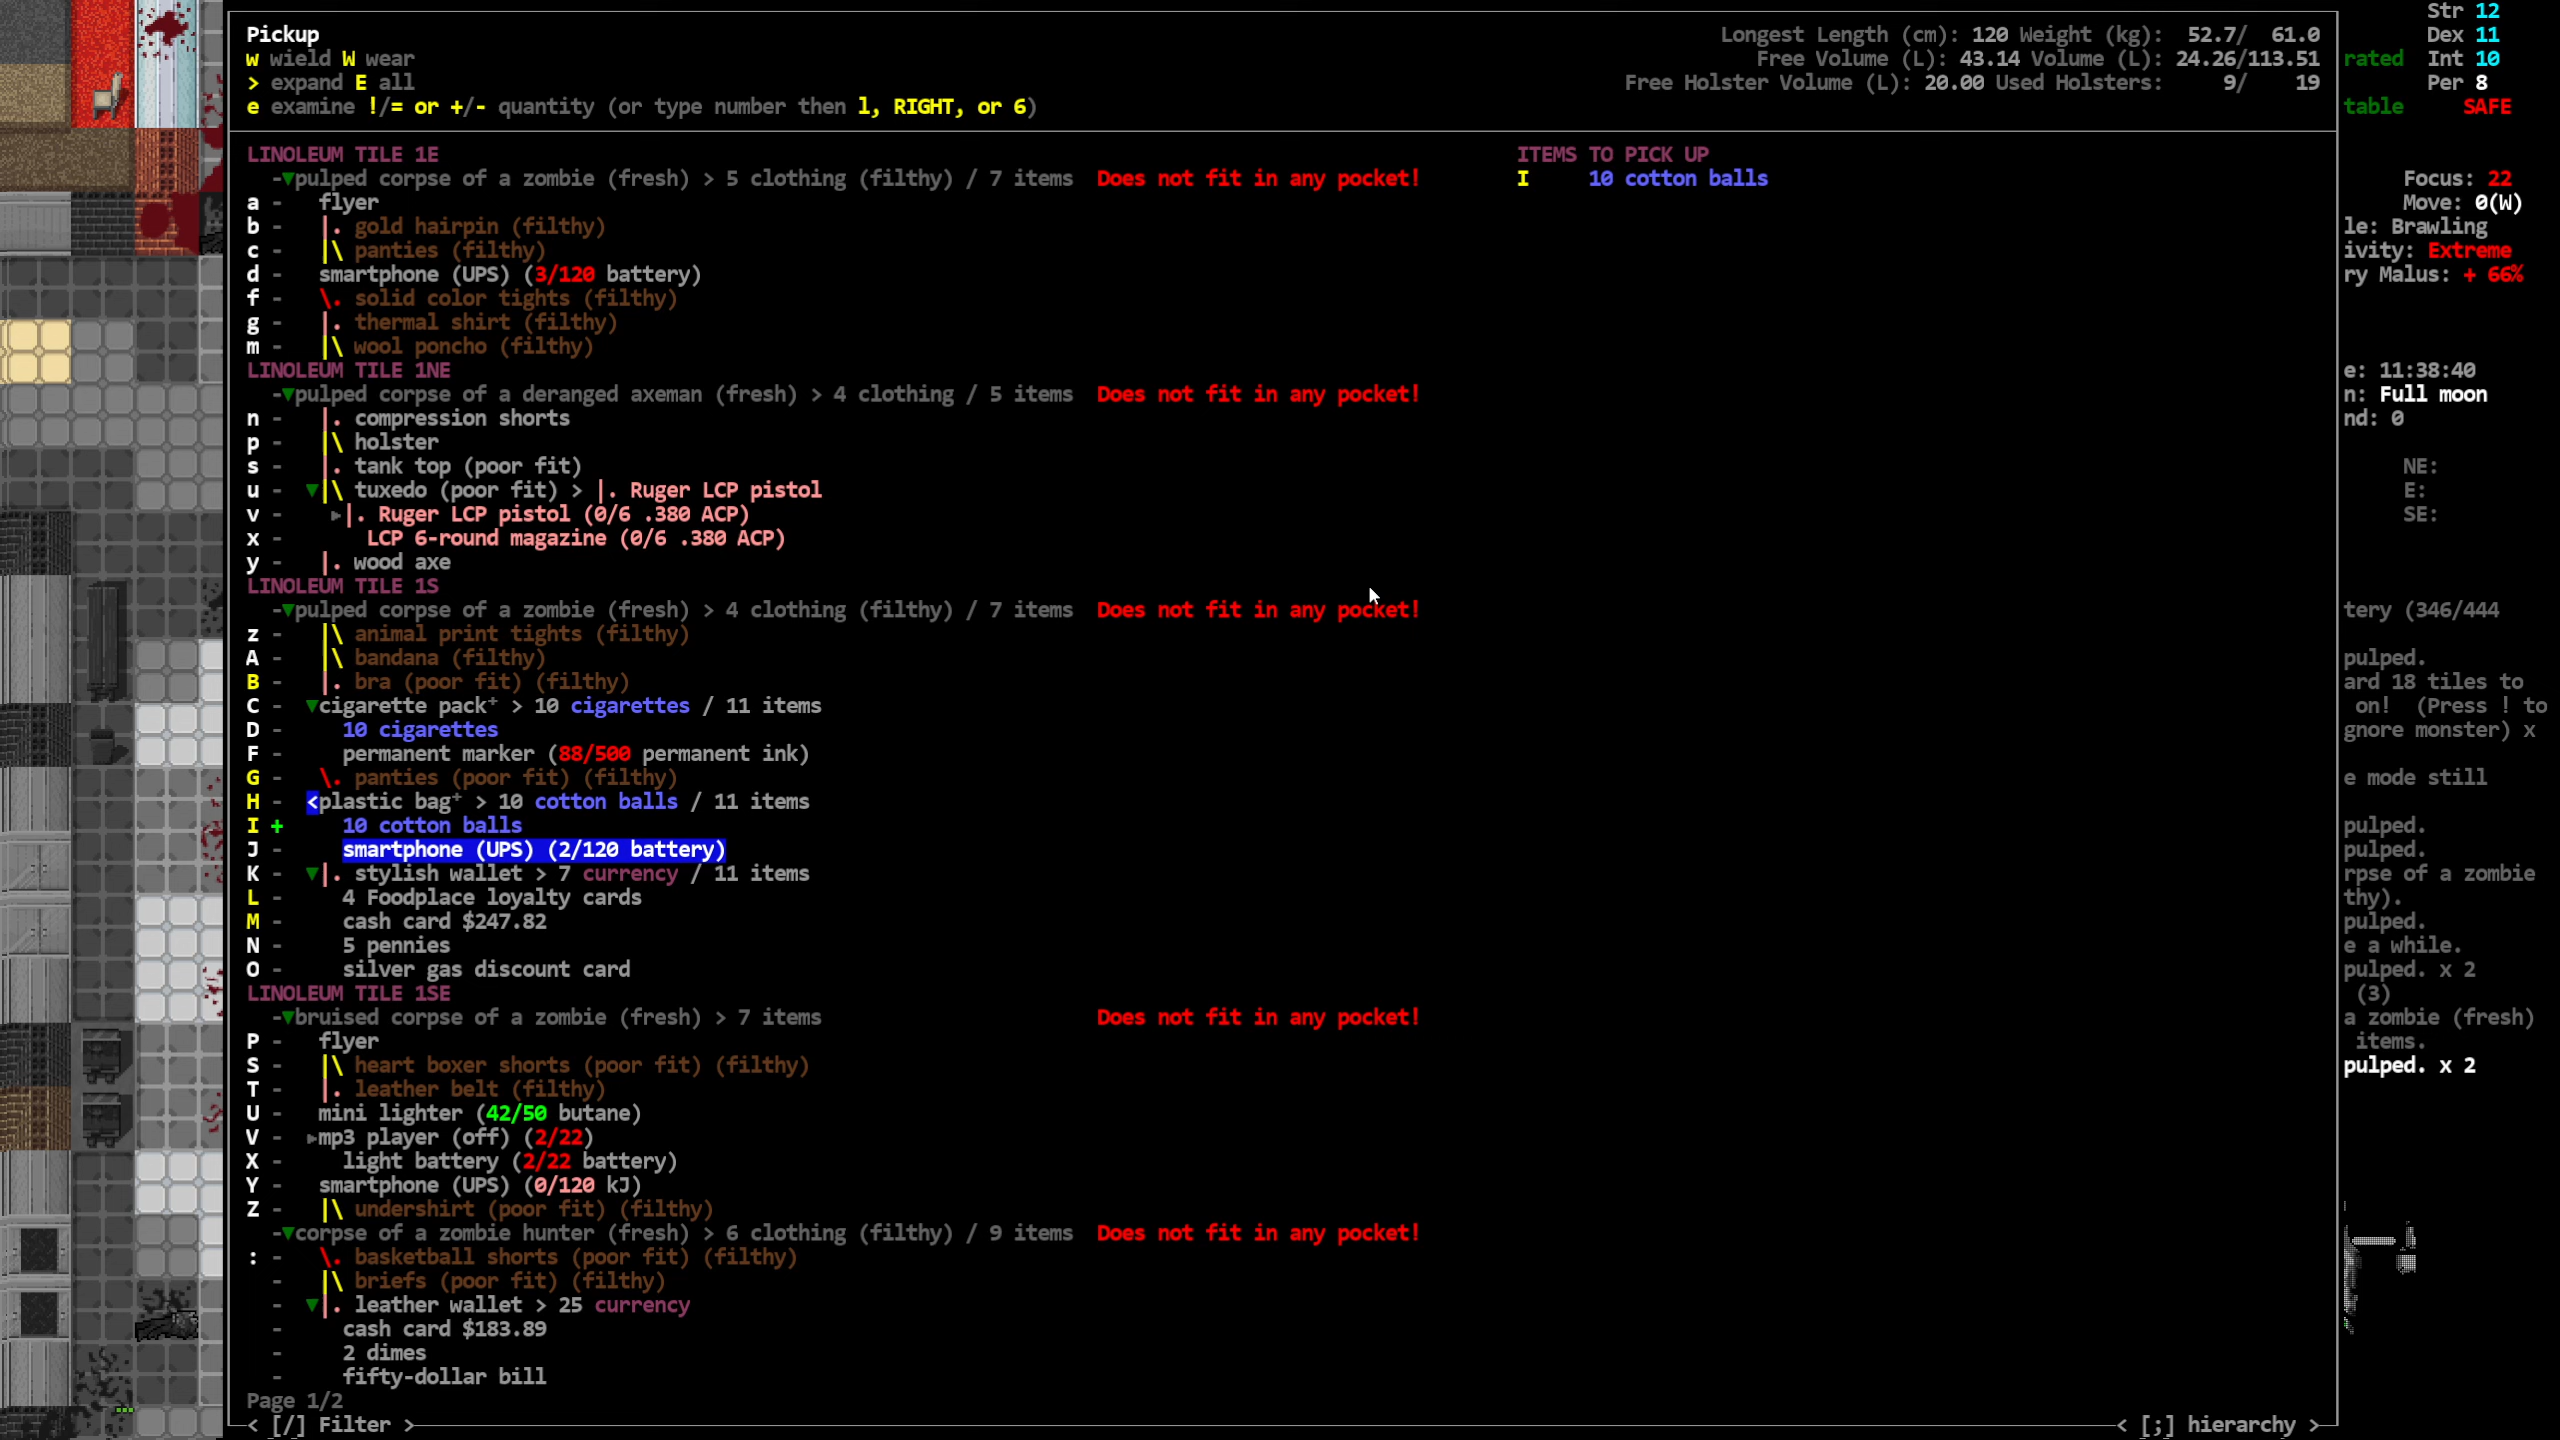 Pickup
w wield W wear
> expand E all
e examine !/= or +/- quantity (or type number then l, RIGHT, or 6)
Longest Length (cm): 120 Weight (kg): 52.7/ 61.0
Free Volume (L): 43.14 Volume (L): 24.26/113.51
Free Holster Volume (L): 20.00 Used Holsters: 9/ 19
LINOLEUM TILE 1E
-▼pulped corpse of a zombie (fresh) > 5 clothing (filthy) / 7 items Does not fit in any pocket!
a - flyer
b - |. gold hairpin (filthy)
c - |\ panties (filthy)
d - smartphone (UPS) (3/120 battery)
f - \. solid color tights (filthy)
g - |. thermal shirt (filthy)
m - |\ wool poncho (filthy)
LINOLEUM TILE 1NE
-▼pulped corpse of a deranged axeman (fresh) > 4 clothing / 5 items Does not fit in any pocket!
n - |. compression shorts
p - |\ holster
s - |. tank top (poor fit)
u - ▼|\ tuxedo (poor fit) > |. Ruger LCP pistol
v - ▶|. Ruger LCP pistol (0/6 .380 ACP)
x - LCP 6-round magazine (0/6 .380 ACP)
y - |. wood axe
LINOLEUM TILE 1S
-▼pulped corpse of a zombie (fresh) > 4 clothing (filthy) / 7 items Does not fit in any pocket!
z - |\ animal print tights (filthy)
A - |\ bandana (filthy)
B - |. bra (poor fit) (filthy)
C - ▼cigarette pack⁺ > 10 cigarettes / 11 items
D - 10 cigarettes
F - permanent marker (88/500 permanent ink)
G - \. panties (poor fit) (filthy)
H - <plastic bag⁺ > 10 cotton balls / 11 items
I + 10 cotton balls
J - smartphone (UPS) (2/120 battery)
K - ▼|. stylish wallet > 7 currency / 11 items
L - 4 Foodplace loyalty cards
M - cash card $247.82
N - 5 pennies
O - silver gas discount card
LINOLEUM TILE 1SE
-▼bruised corpse of a zombie (fresh) > 7 items Does not fit in any pocket!
P - flyer
S - |\ heart boxer shorts (poor fit) (filthy)
T - |. leather belt (filthy)
U - mini lighter (42/50 butane)
V - ▶mp3 player (off) (2/22)
X - light battery (2/22 battery)
Y - smartphone (UPS) (0/120 kJ)
Z - |\ undershirt (poor fit) (filthy)
-▼corpse of a zombie hunter (fresh) > 6 clothing (filthy) / 9 items Does not fit in any pocket!
: - \. basketball shorts (poor fit) (filthy)
- |\ briefs (poor fit) (filthy)
- ▼|. leather wallet > 25 currency
- cash card $183.89
- 2 dimes
- fifty-dollar bill
Page 1/2
< [/] Filter >
< [;] hierarchy >
ITEMS TO PICK UP
I 10 cotton balls
Str 12
Dex 11
rated Int 10
Per 8
table SAFE
Focus: 22
Move: 0(W)
le: Brawling
ivity: Extreme
ry Malus: + 66%
e: 11:38:40
n: Full moon
nd: 0
NE:
E:
SE:
tery (346/444
pulped.
ard 18 tiles to
on! (Press ! to
gnore monster) x
e mode still
pulped.
pulped.
rpse of a zombie
thy).
pulped.
e a while.
pulped. x 2
(3)
a zombie (fresh)
items.
pulped. x 2